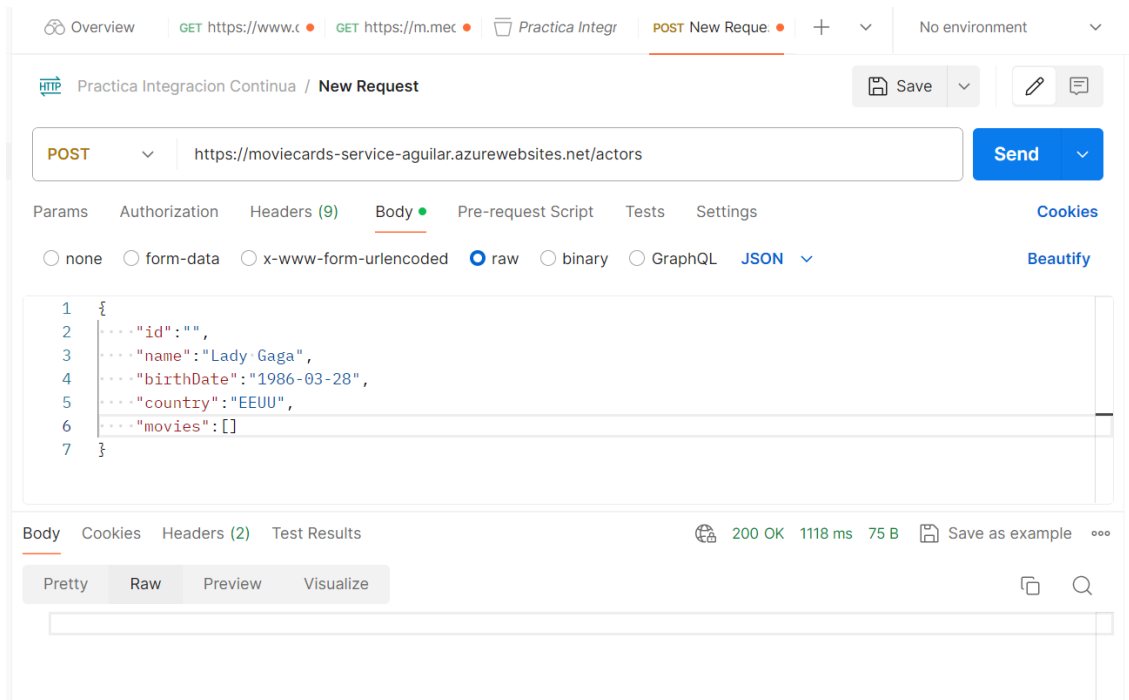 Overview GET https://www.c GET https://m.mec Practica Integr POST New Reque. No environment
HTTP Practica Integracion Continua / New Request Save
POST https://moviecards-service-aguilar.azurewebsites.net/actors Send
Params Authorization Headers (9) Body Pre-request Script Tests Settings Cookies
none form-data x-www-form-urlencoded raw binary GraphQL JSON Beautify
1 {
2 ····"id":"",
3 ····"name":"Lady·Gaga",
4 ····"birthDate":"1986-03-28",
5 ····"country":"EEUU",
6 ····"movies":[]
7 }
Body Cookies Headers (2) Test Results 200 OK 1118 ms 75 B Save as example
Pretty Raw Preview Visualize